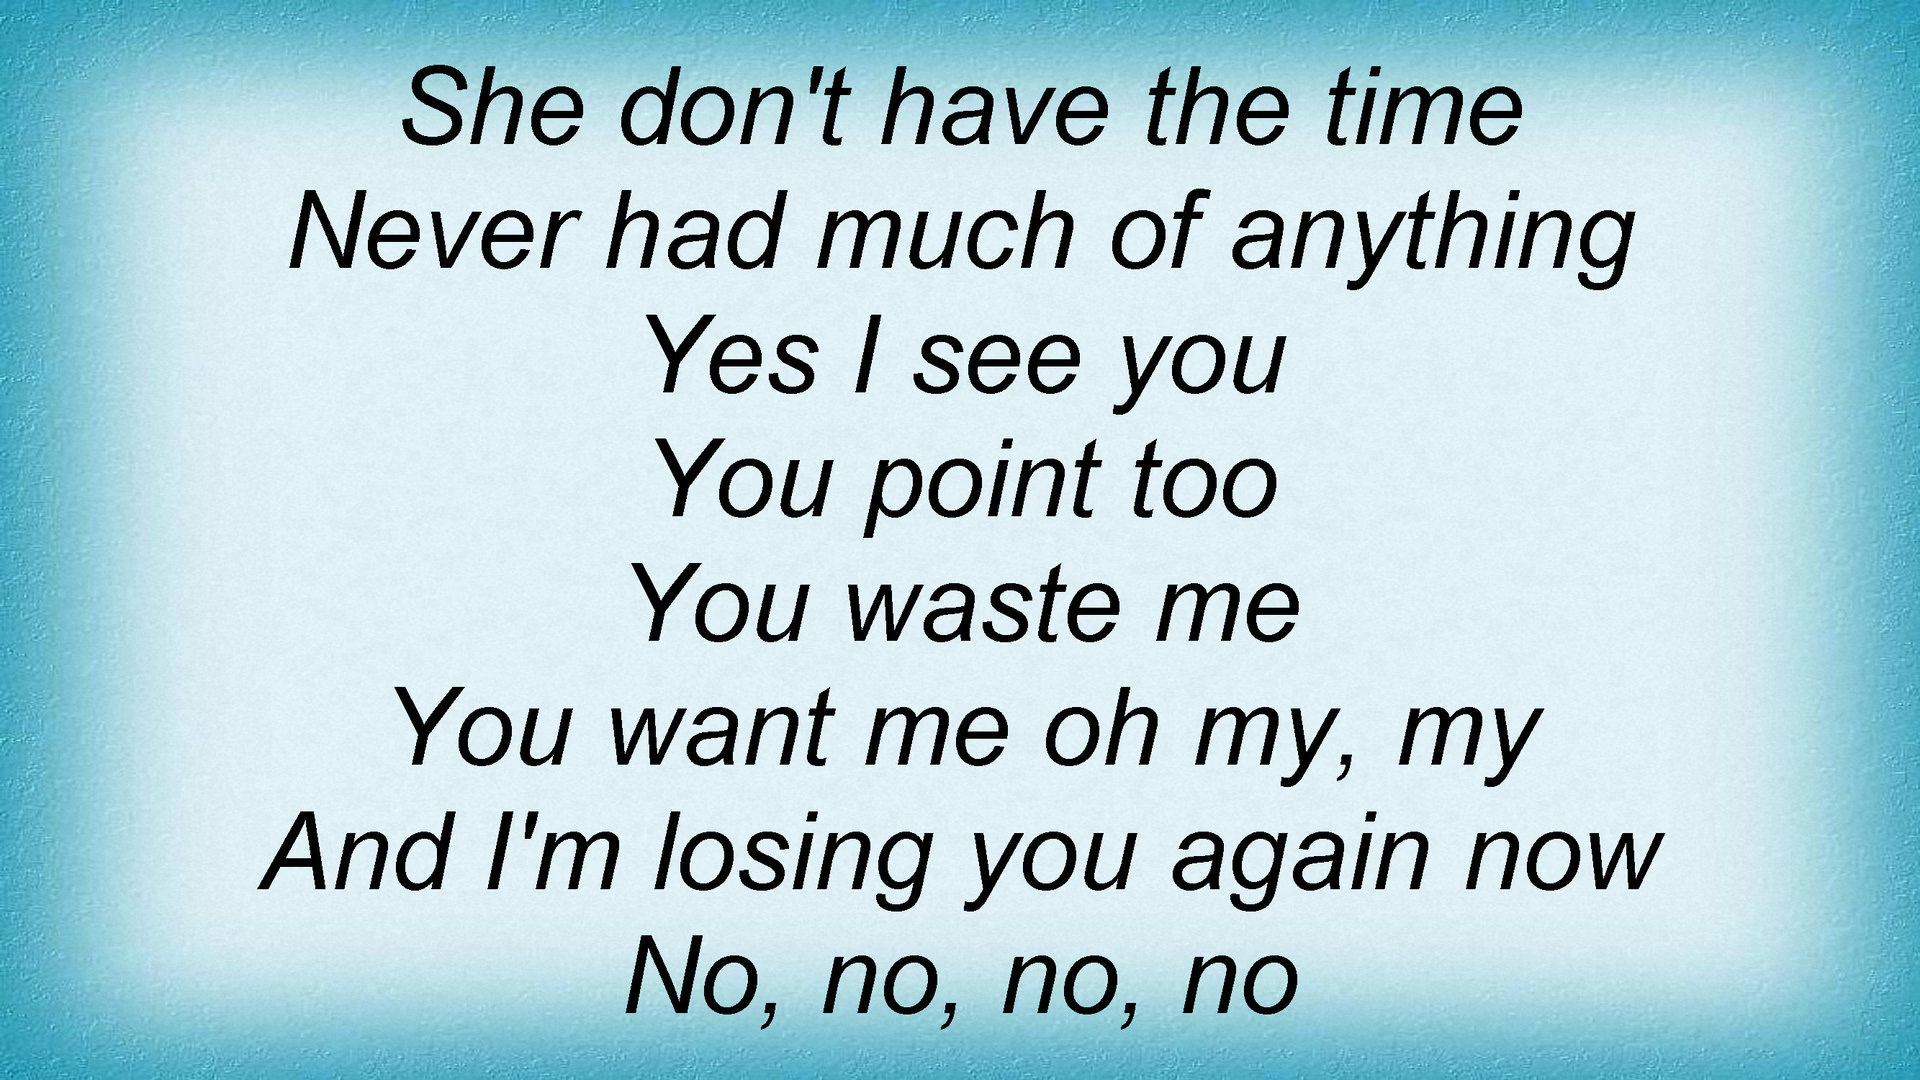 She don't have the time
Never had much of anything
Yes I see you
You point too
You waste me
You want me oh my, my
And I'm losing you again now
No, no, no, no